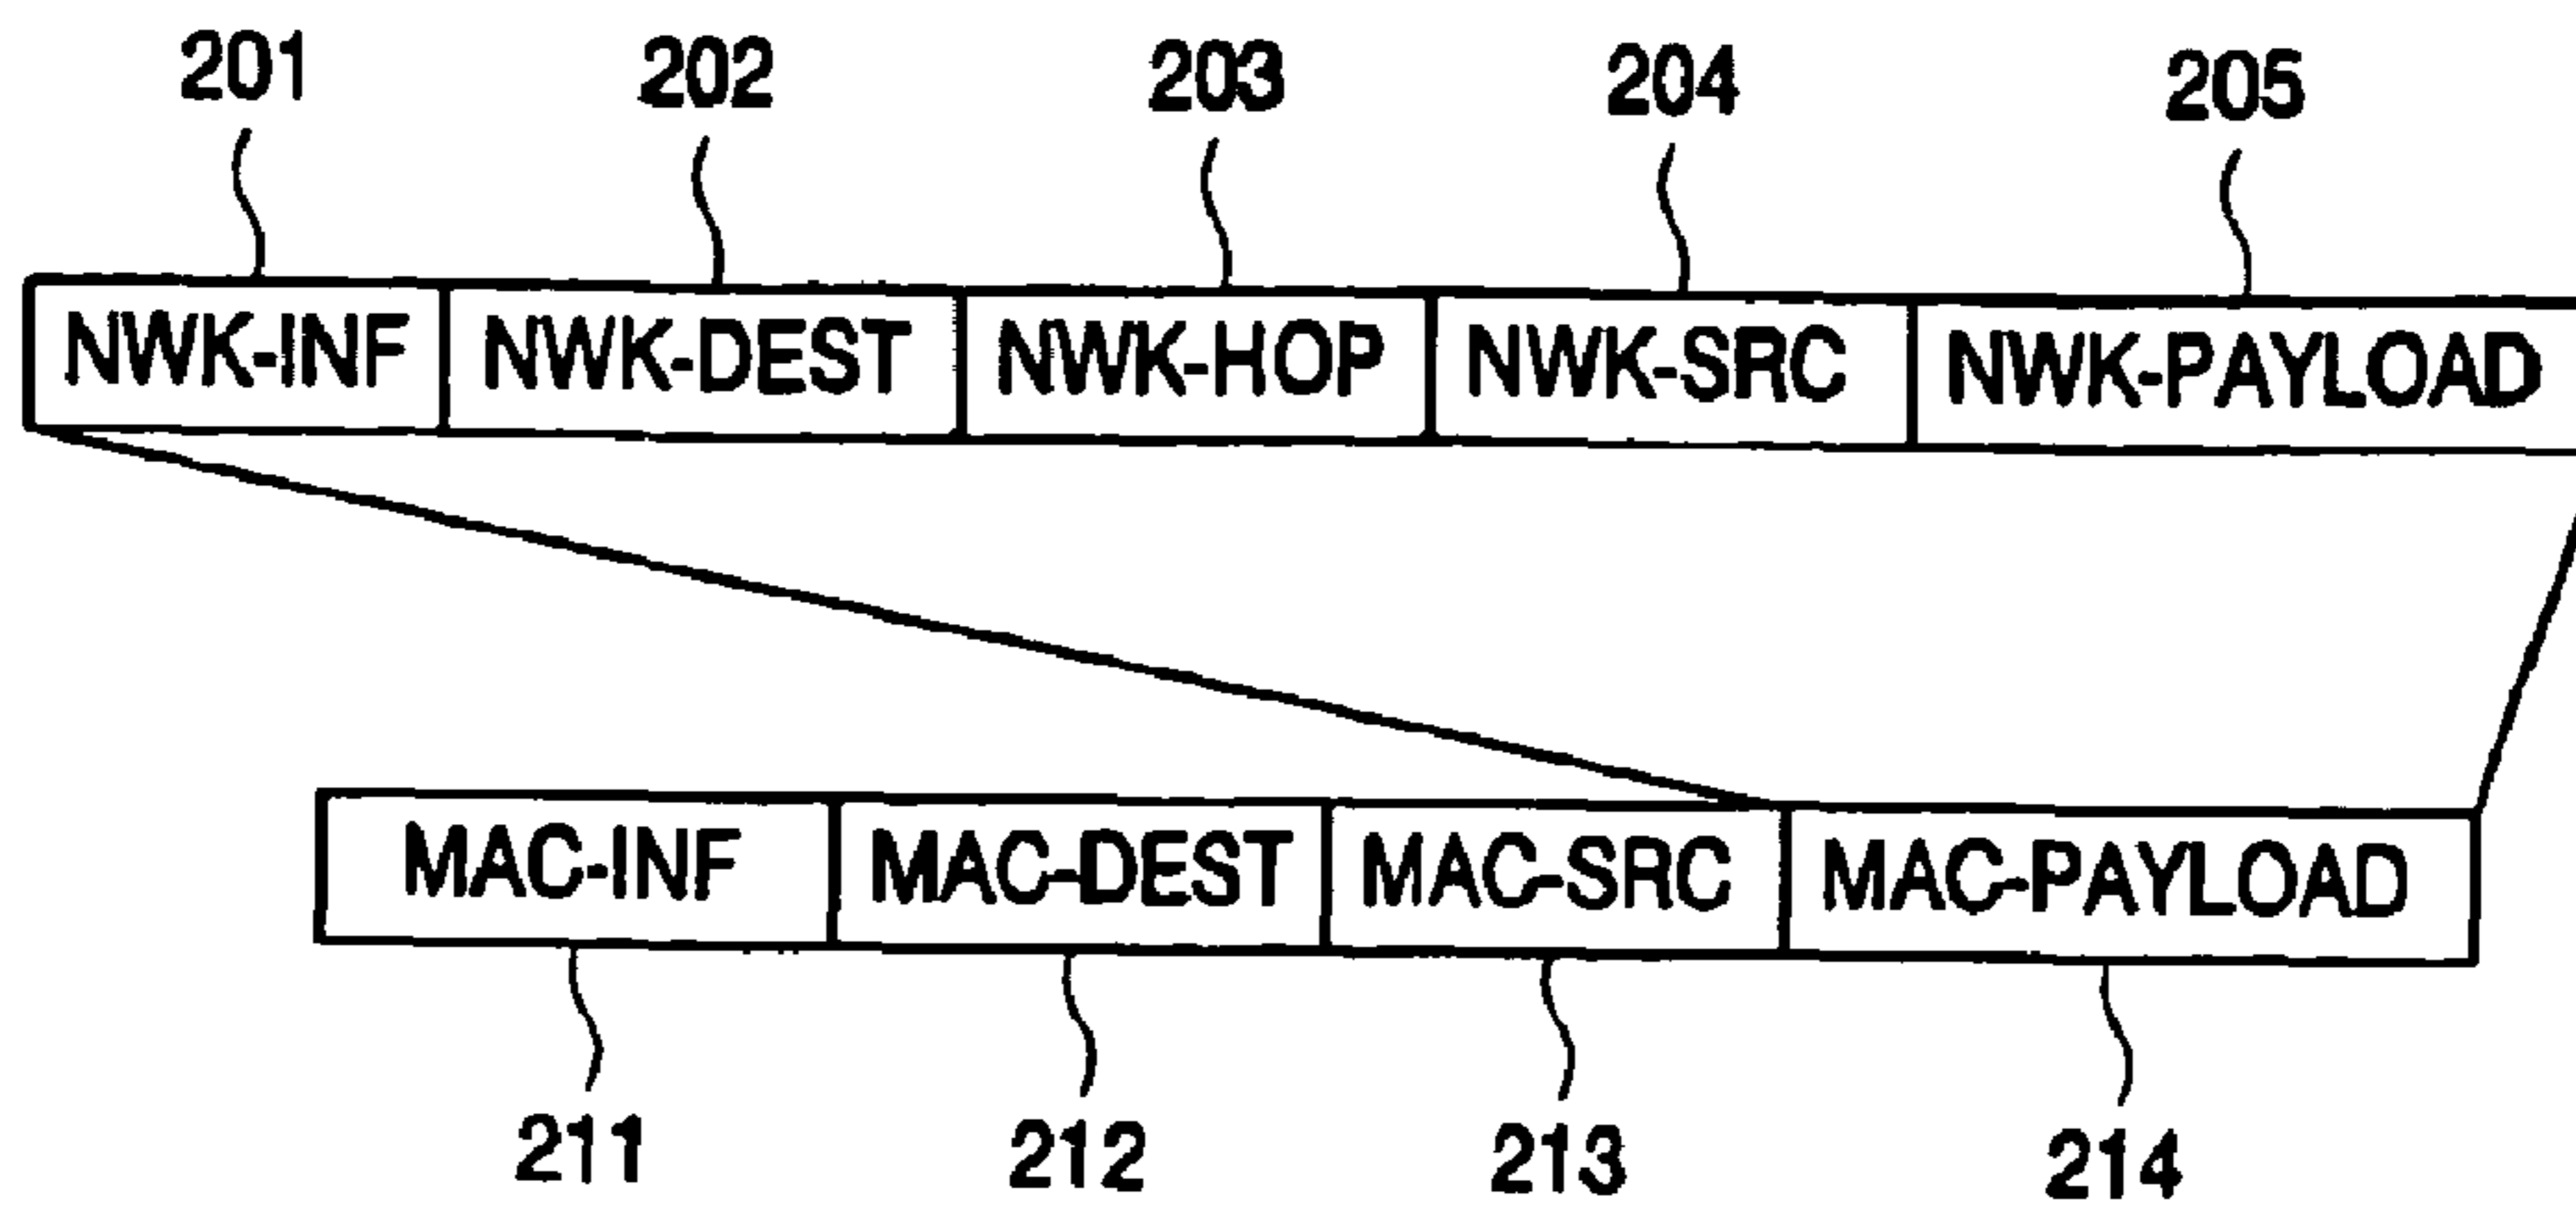 201 202 203 204 205
NWK-INF NWK-DEST NWK-HOP NWK-SRC NWK-PAYLOAD
MAC-INF MAC-DEST MAC-SRC MAC-PAYLOAD
211 212 213 214